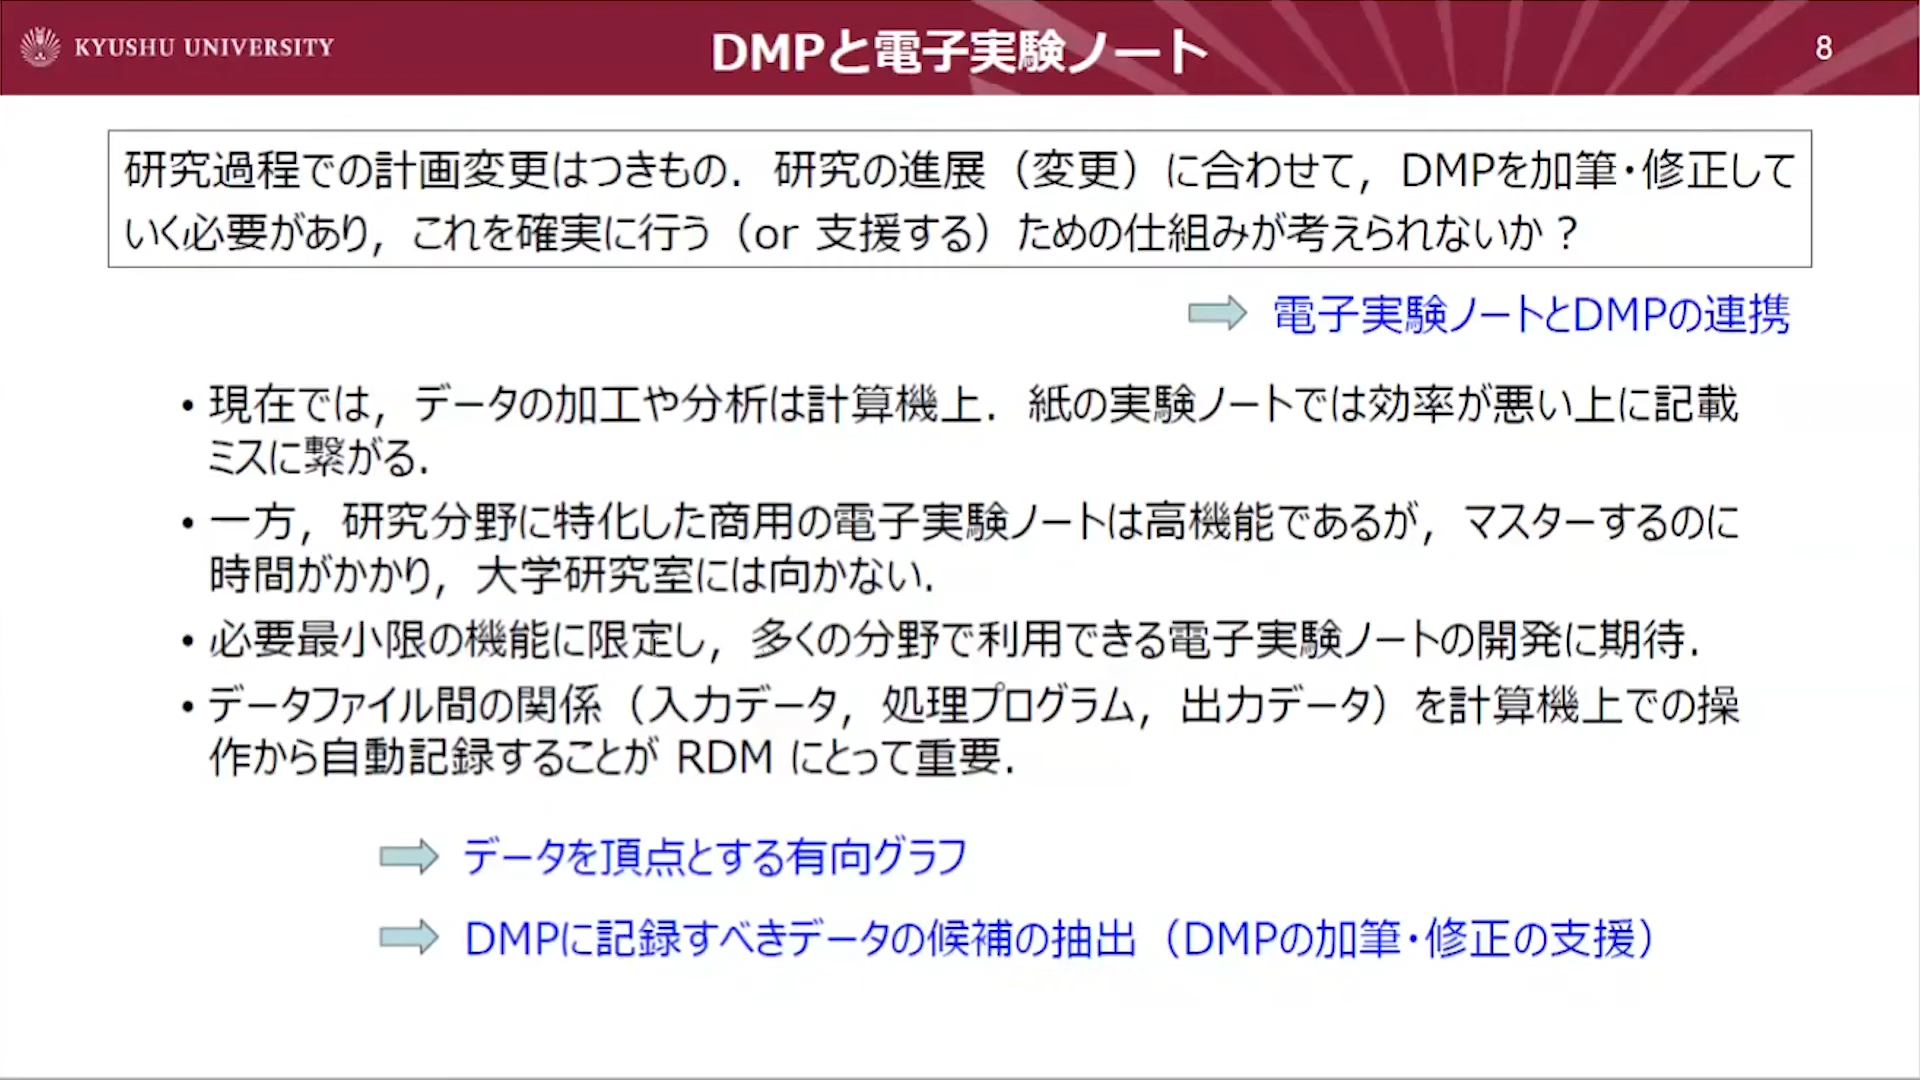 KYUSHU UNIVERSITY
DMPと電子実験ノート
8
研究過程での計画変更はつきもの．研究の進展（変更）に合わせて，DMPを加筆・修正して
いく必要があり，これを確実に行う（or 支援する）ための仕組みが考えられないか？
電子実験ノートとDMPの連携
• 現在では，データの加工や分析は計算機上．紙の実験ノートでは効率が悪い上に記載
ミスに繋がる．
• 一方，研究分野に特化した商用の電子実験ノートは高機能であるが，マスターするのに
時間がかかり，大学研究室には向かない．
• 必要最小限の機能に限定し，多くの分野で利用できる電子実験ノートの開発に期待．
• データファイル間の関係（入力データ，処理プログラム，出力データ）を計算機上での操
作から自動記録することが RDM にとって重要．
データを頂点とする有向グラフ
DMPに記録すべきデータの候補の抽出（DMPの加筆・修正の支援）